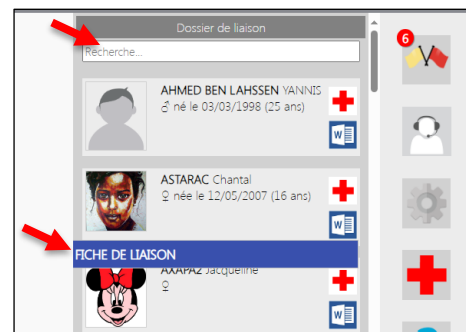 Dossier de liaison
Recherche...
6
AHMED BEN LAHSSEN YANNIS
♂ né le 03/03/1998 (25 ans)
W
ASTARAC Chantal
♀ née le 12/05/2007 (16 ans)
W
FICHE DE LIAISON
AXAPA2 Jacqueline
♀
W